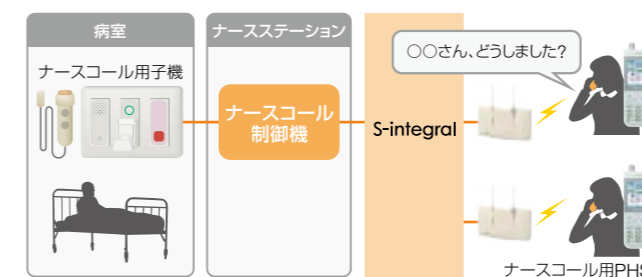 病室
ナースステーション
○○さん、どうしました?
ナースコール用子機
ナースコール
制御機
S-integral
ナースコール用PHS